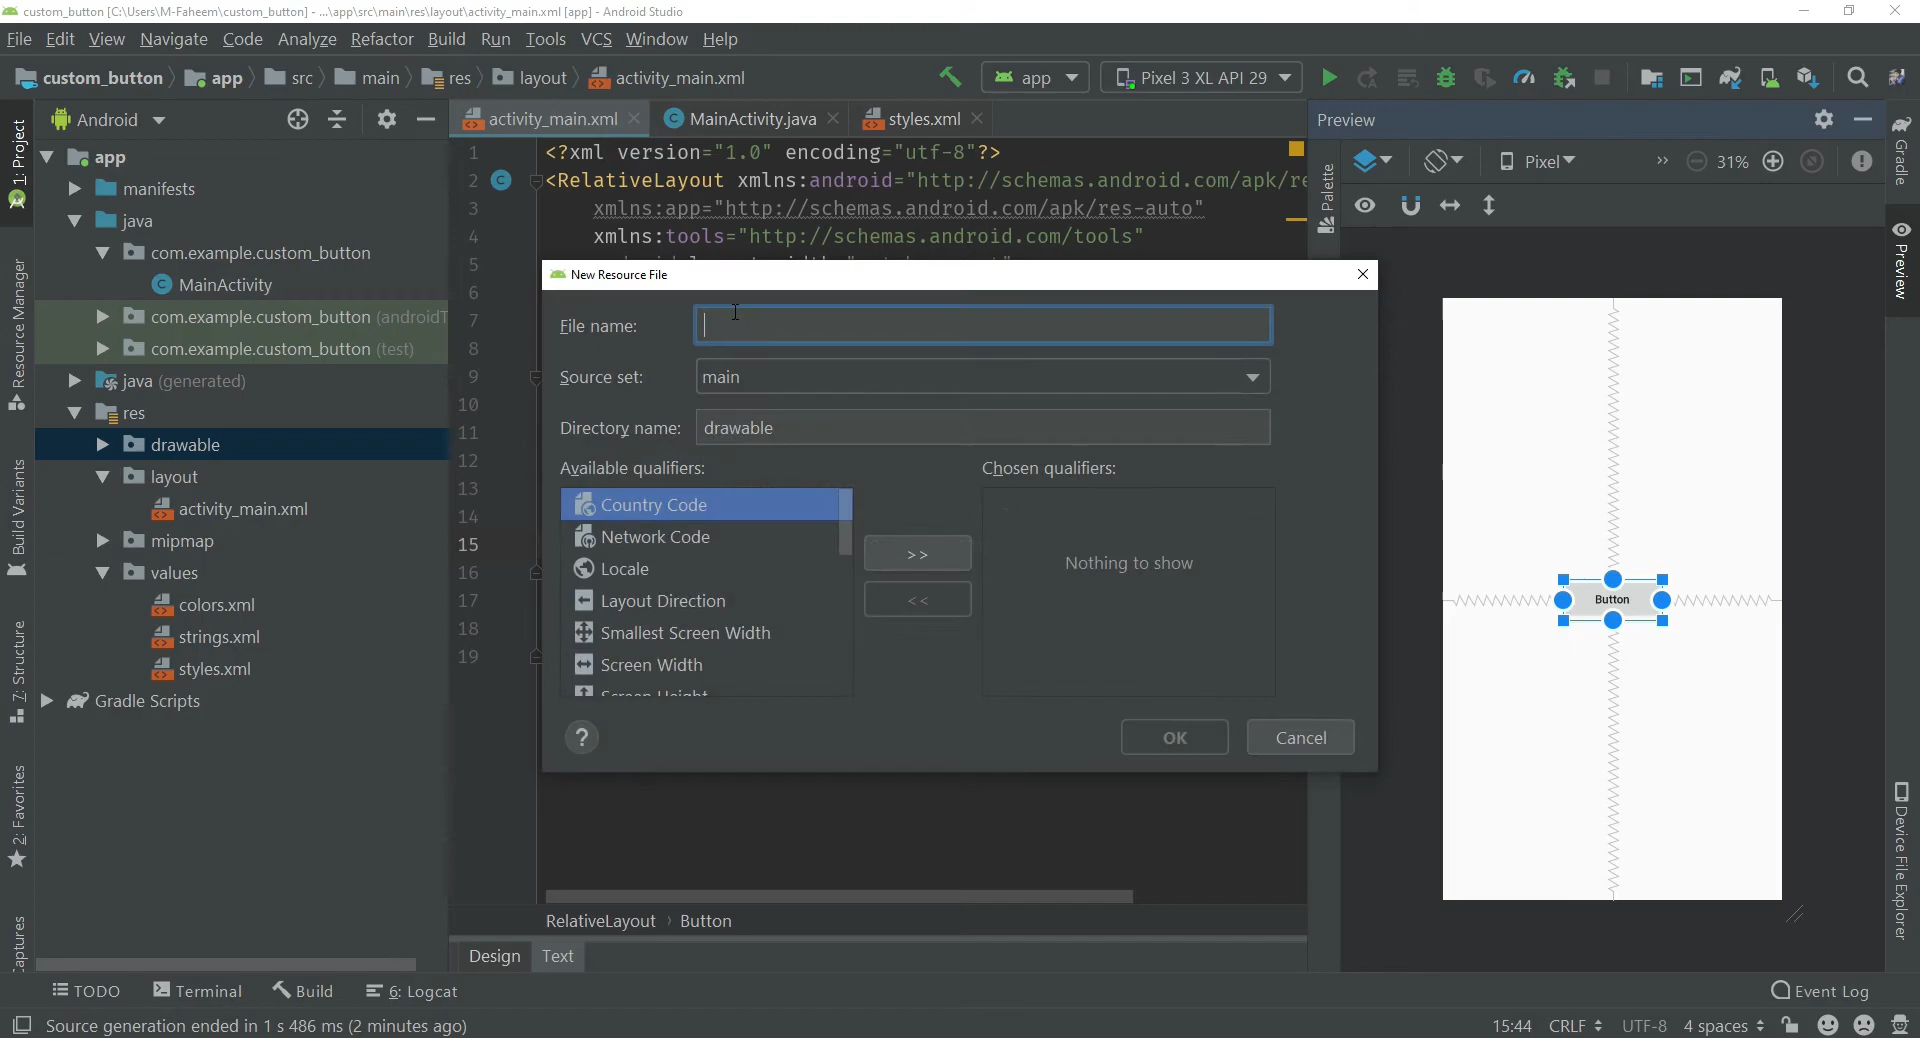 custom_button [C:\Users\M-Faheem\custom_button] - ...\app\src\main\res\layout\activity_main.xml [app] - Android Studio
File Edit View Navigate Code Analyze Refactor Build Run Tools VCS Window Help
custom_button app src main res layout activity_main.xml app Pixel 3 XL API 29
Android
activity_main.xml MainActivity.java styles.xml
Preview
1: Project
Resource Manager
Build Variants
7: Structure
2: Favorites
app
manifests
java
com.example.custom_button
MainActivity
com.example.custom_button (androidT
com.example.custom_button (test)
java (generated)
res
drawable
layout
activity_main.xml
mipmap
values
colors.xml
strings.xml
styles.xml
Gradle Scripts
1 <?xml version="1.0" encoding="utf-8"?>
2 <RelativeLayout xmlns:android="http://schemas.android.com/apk/re
3 xmlns:app="http://schemas.android.com/apk/res-auto"
4 xmlns:tools="http://schemas.android.com/tools"
5
6
7
8
9
10
11
12
13
14
15
16
17
18
19
New Resource File
File name:
Source set: main
Directory name: drawable
Available qualifiers: Chosen qualifiers:
Country Code
Network Code
Locale
Layout Direction
Smallest Screen Width
Screen Width
Screen Height
>>
<<
Nothing to show
?
OK Cancel
RelativeLayout › Button
Design Text
Palette
Pixel >> 31%
Button
Gradle
Preview
Device File Explorer
TODO Terminal Build 6: Logcat Event Log
Source generation ended in 1 s 486 ms (2 minutes ago) 15:44 CRLF UTF-8 4 spaces